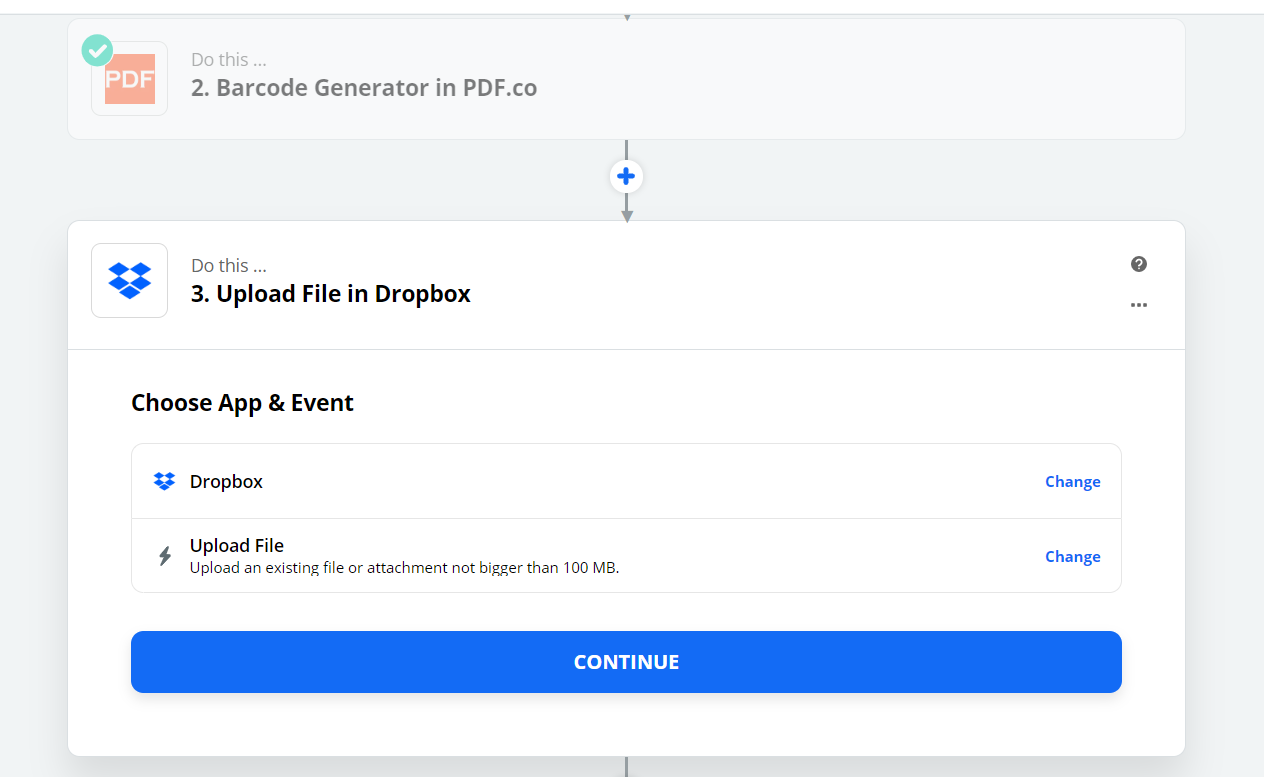 Do this ...
PDF
2. Barcode Generator in PDF.co
Do this ...
3. Upload File in Dropbox
Choose App & Event
Dropbox
Change
Upload File
Upload an existing file or attachment not bigger than 100 MB.
Change
CONTINUE